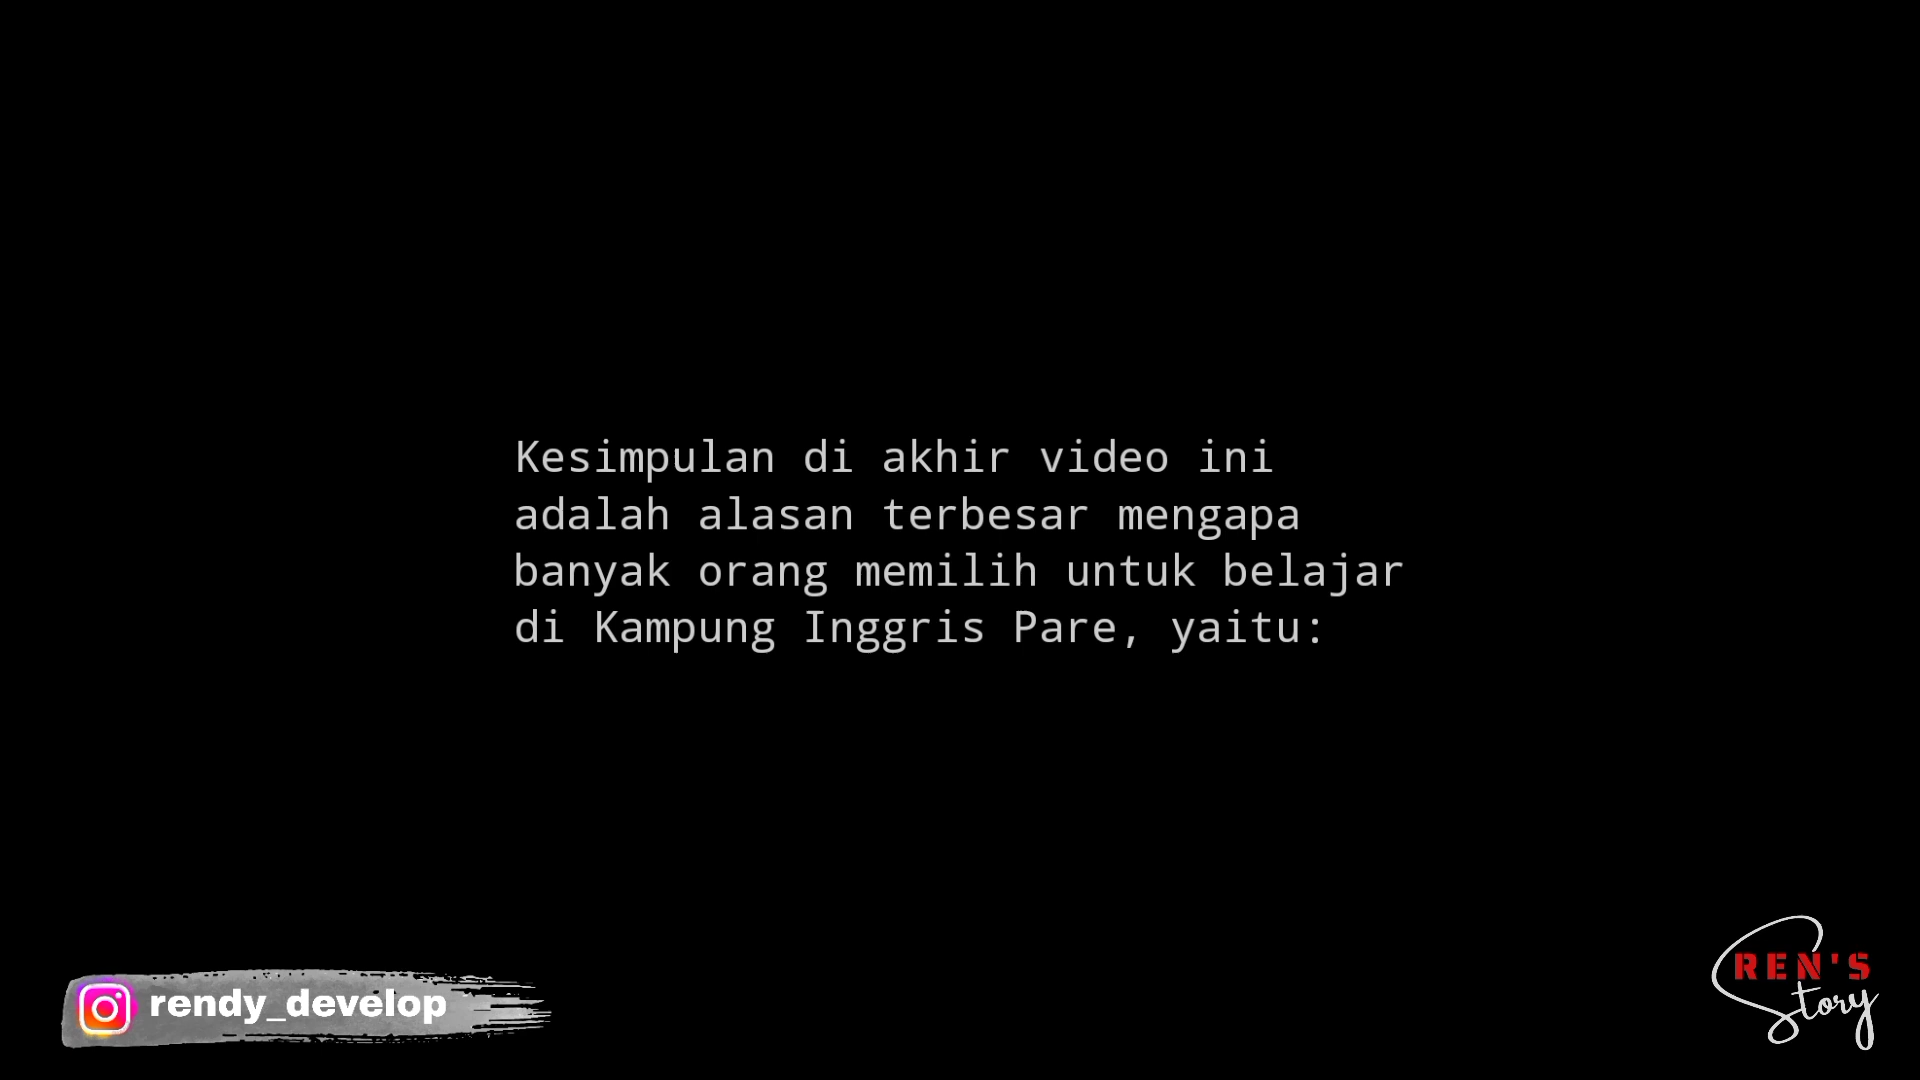 Kesimpulan di akhir video ini
adalah alasan terbesar mengapa
banyak orang memilih untuk belajar
di Kampung Inggris Pare, yaitu:
rendy_develop
REN'S
Story